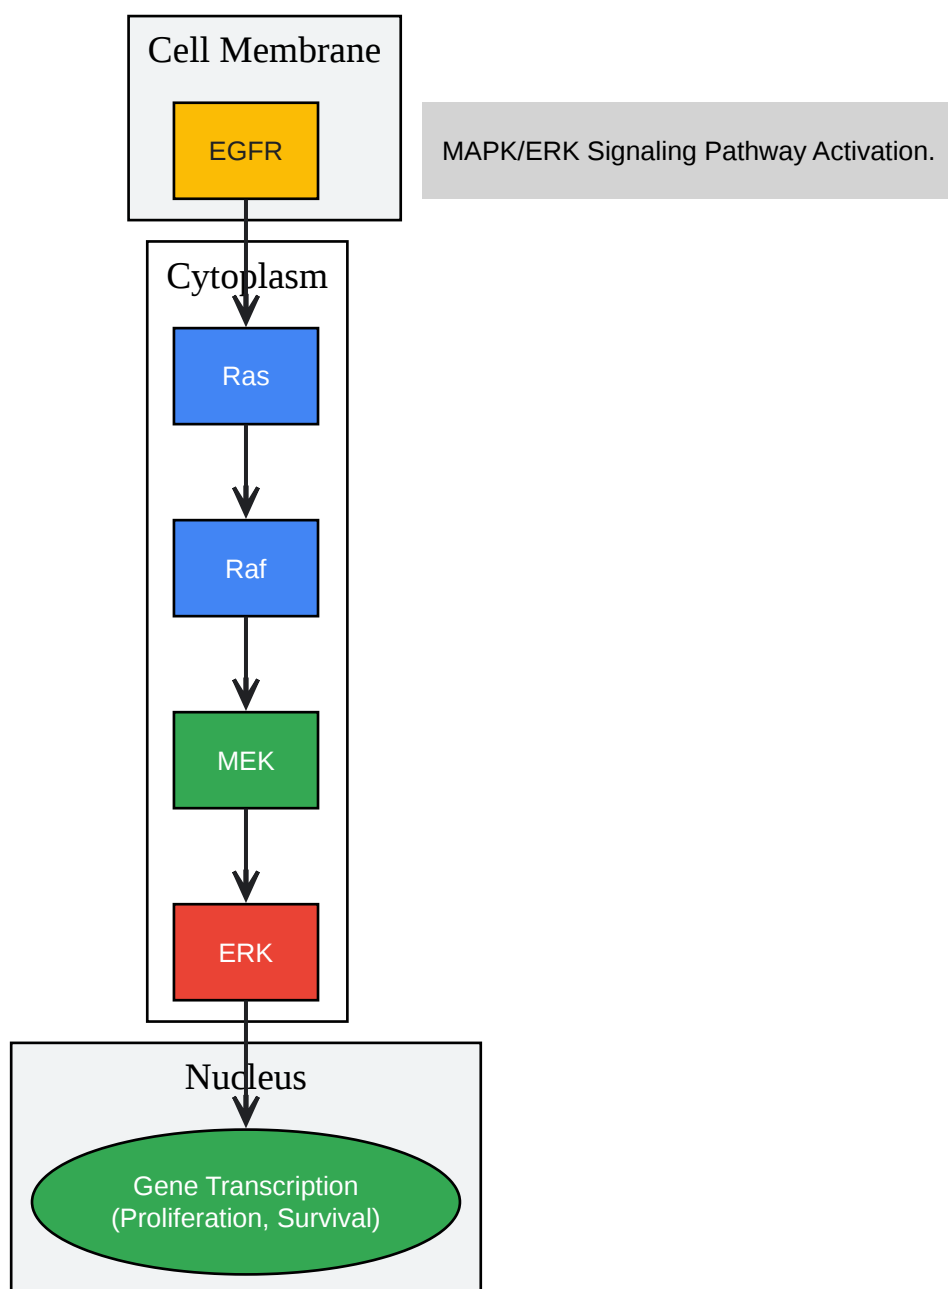 Cell Membrane
EGFR
MAPK/ERK Signaling Pathway Activation.
Cytoplasm
Ras
Raf
MEK
ERK
Nucleus
Gene Transcription
(Proliferation, Survival)